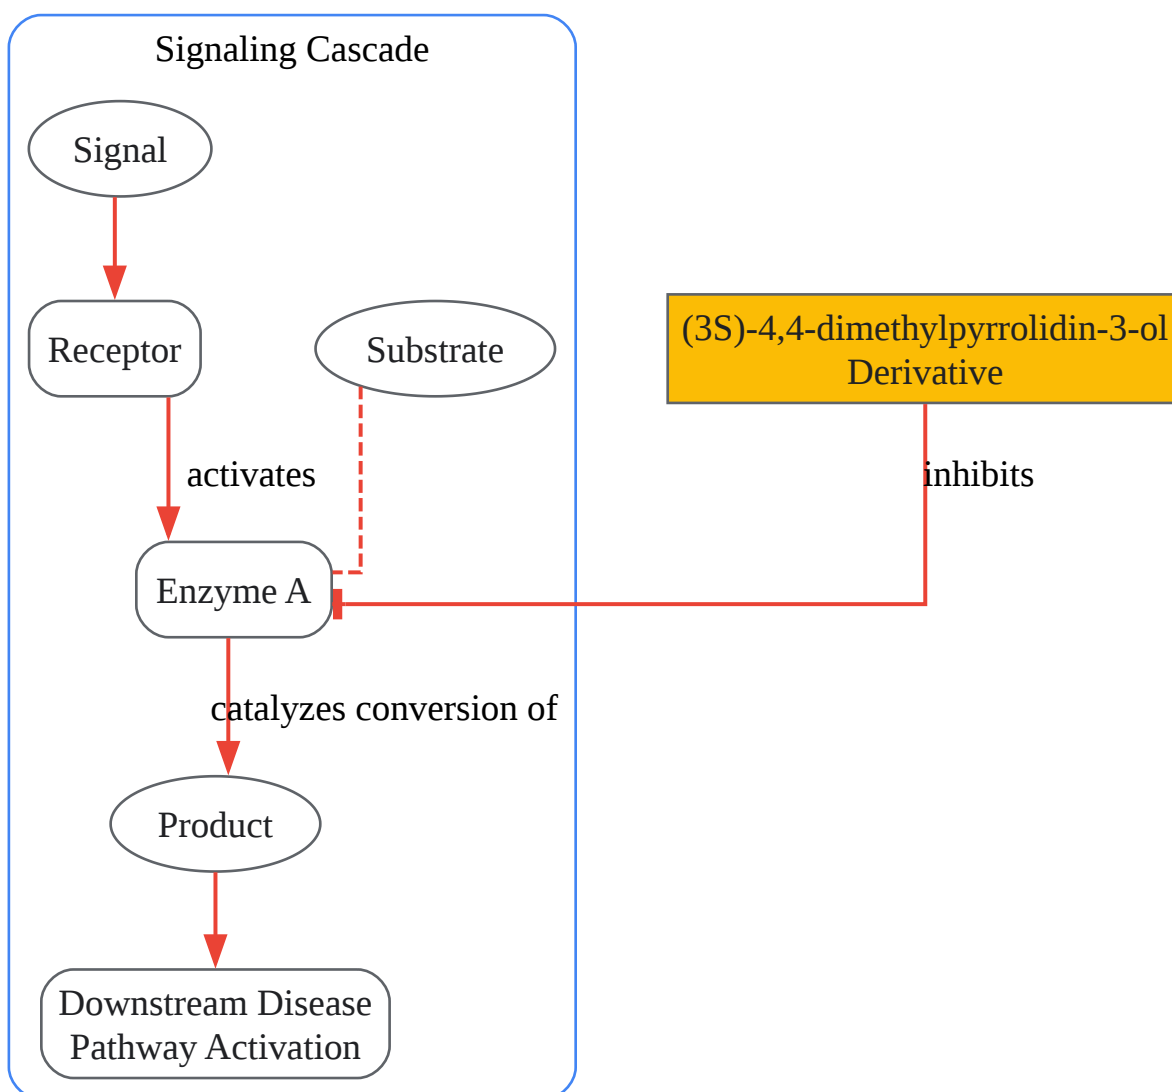 Signaling Cascade
Signal
Receptor
Substrate
(3S)-4,4-dimethylpyrrolidin-3-ol
Derivative
activates
inhibits
Enzyme A
catalyzes conversion of
Product
Downstream Disease
Pathway Activation